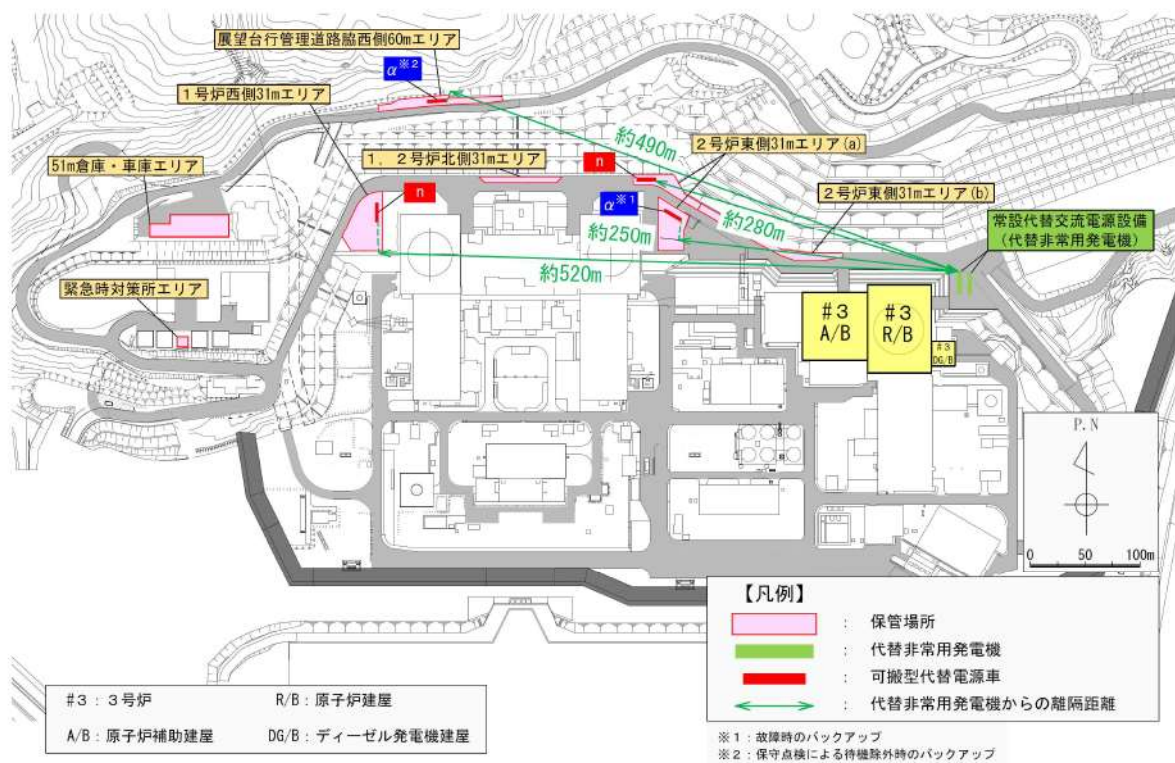 展望台行管理道路脇西側60mエリア
α※2
1号炉西側31mエリア
51m倉庫・車庫エリア
1，2号炉北側31mエリア
n
n
約490m
2号炉東側31mエリア(a)
α※1
2号炉東側31mエリア(b)
約280m
約250m
常設代替交流電源設備
(代替非常用発電機)
約520m
緊急時対策所エリア
#3
A/B
#3
R/B
#3
DG/B
P.N
0 50 100m
【凡例】
： 保管場所
： 代替非常用発電機
： 可搬型代替電源車
： 代替非常用発電機からの離隔距離
#3：3号炉 R/B：原子炉建屋
A/B：原子炉補助建屋 DG/B：ディーゼル発電機建屋
※1：故障時のバックアップ
※2：保守点検による待機除外時のバックアップ